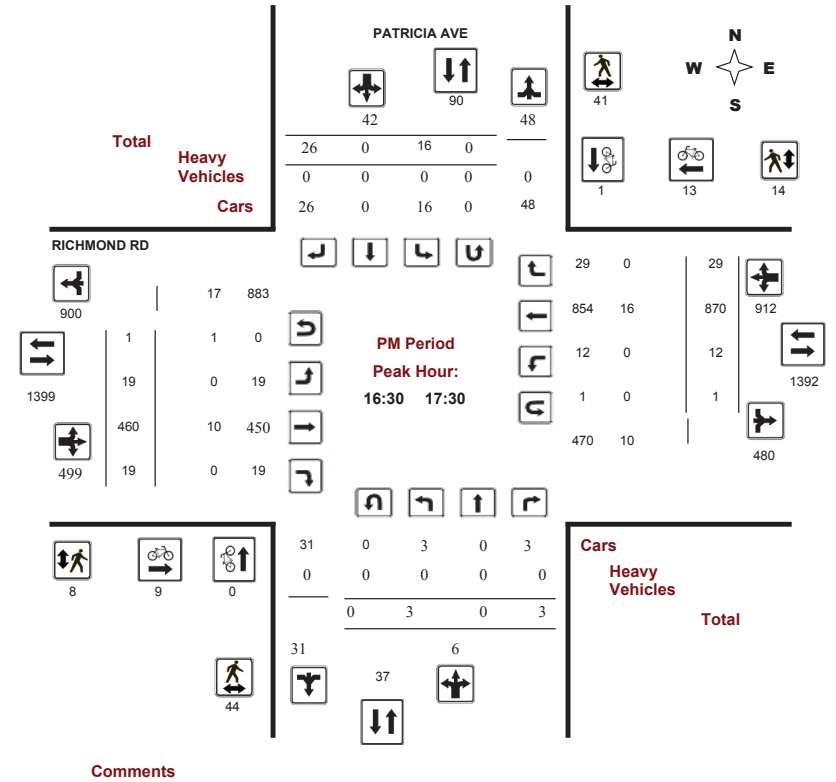 PATRICIA AVE
N
W E
S
42 90 48 41
Total 26 0 16 0
Heavy
Vehicles
0 0 0 0 0
Cars 26 0 16 0 48
1 13 14
RICHMOND RD
900
17 883
1399
1 1 0
19 0 19
460 10 450
19 0 19
499
PM Period
Peak Hour:
16:30 17:30
29 0 29
854 16 870 912
12 0 12
1 0 1
1392
470 10
480
31 0 3 0 3 Cars
0 0 0 0 0 Heavy
Vehicles
0 3 0 3 Total
8 9 0
31 6
37
44
Comments